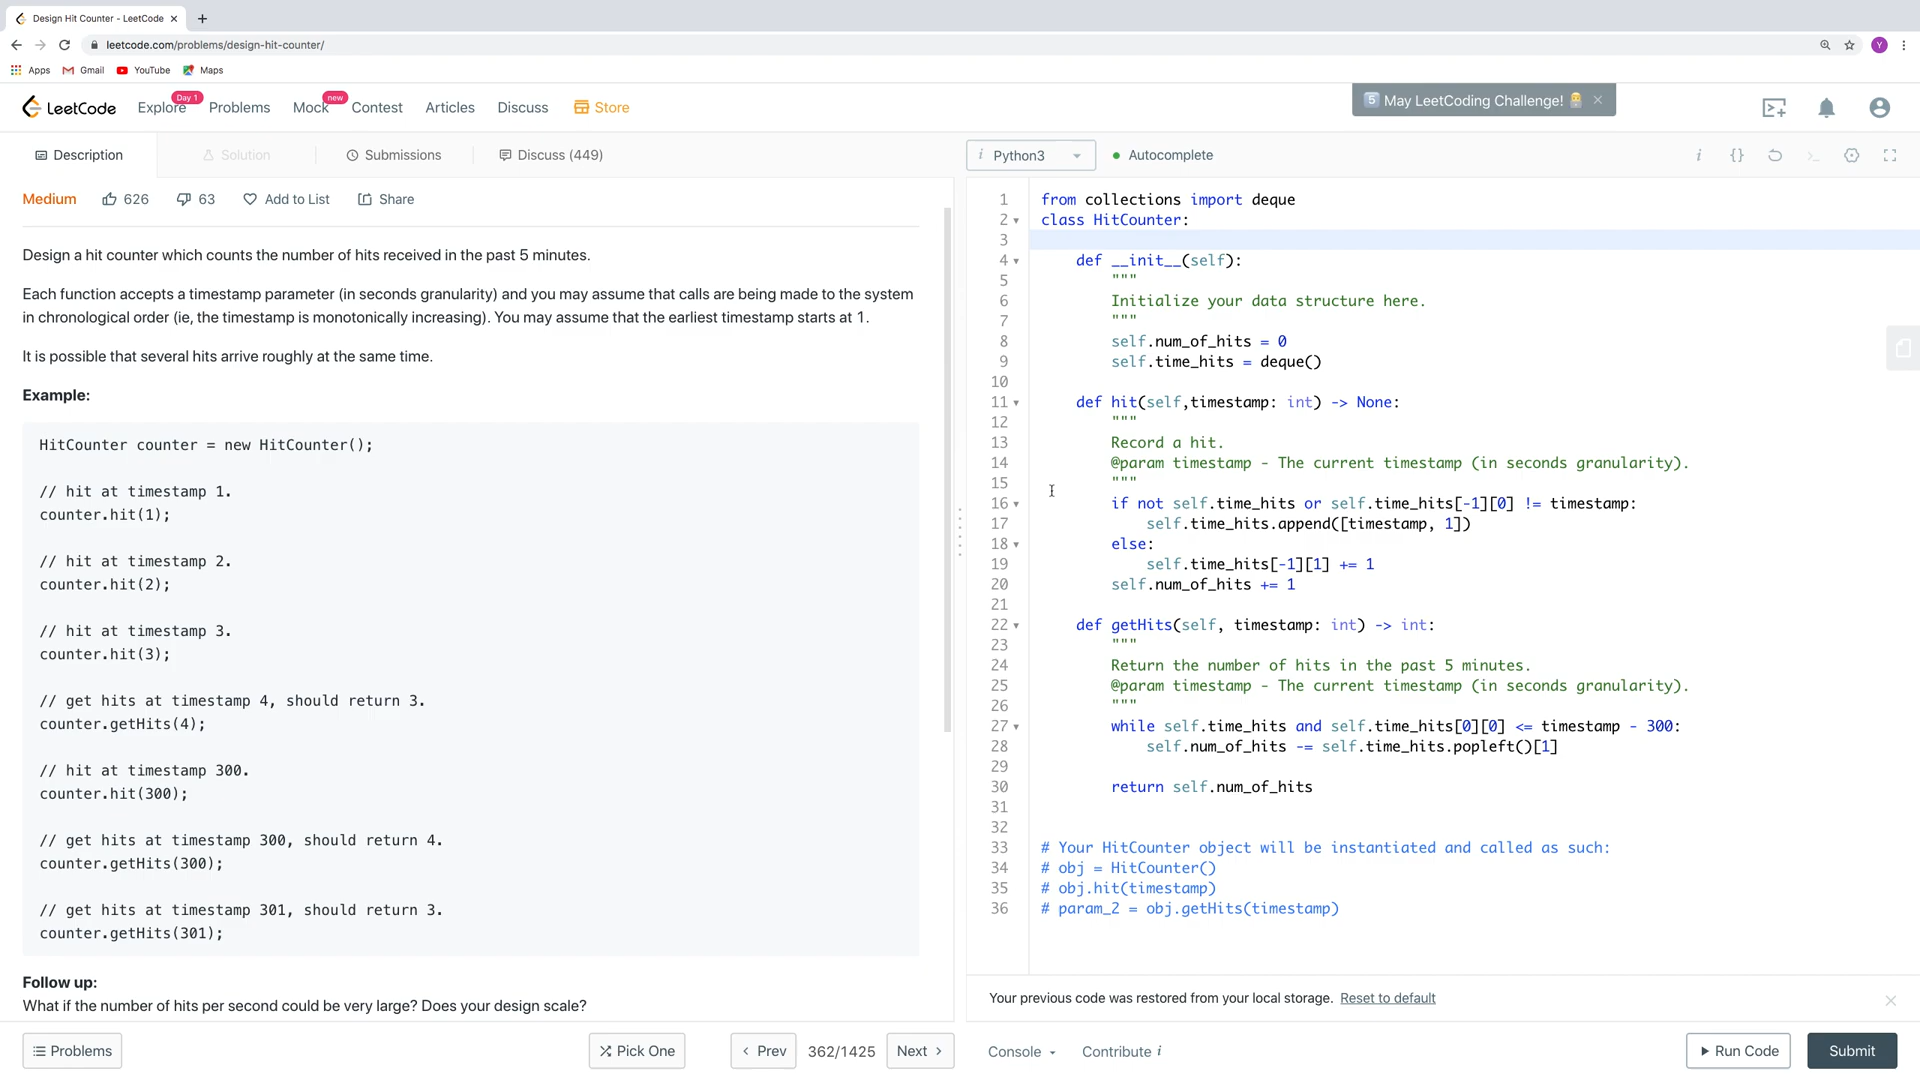 Design Hit Counter - LeetCode
leetcode.com/problems/design-hit-counter/
Y
Apps Gmail YouTube Maps
LeetCode Explore Day 1 Problems Mock new Contest Articles Discuss Store
5 May LeetCoding Challenge!
Description Solution Submissions Discuss (449)
Medium 626 63 Add to List Share
Design a hit counter which counts the number of hits received in the past 5 minutes.
Each function accepts a timestamp parameter (in seconds granularity) and you may assume that calls are being made to the system
in chronological order (ie, the timestamp is monotonically increasing). You may assume that the earliest timestamp starts at 1.
It is possible that several hits arrive roughly at the same time.
Example:
HitCounter counter = new HitCounter();
// hit at timestamp 1.
counter.hit(1);
// hit at timestamp 2.
counter.hit(2);
// hit at timestamp 3.
counter.hit(3);
// get hits at timestamp 4, should return 3.
counter.getHits(4);
// hit at timestamp 300.
counter.hit(300);
// get hits at timestamp 300, should return 4.
counter.getHits(300);
// get hits at timestamp 301, should return 3.
counter.getHits(301);
Follow up:
What if the number of hits per second could be very large? Does your design scale?
Problems Pick One < Prev 362/1425 Next >
i Python3 Autocomplete i {} >_
1 from collections import deque
2 class HitCounter:
3
4 def __init__(self):
5 """
6 Initialize your data structure here.
7 """
8 self.num_of_hits = 0
9 self.time_hits = deque()
10
11 def hit(self,timestamp: int) -> None:
12 """
13 Record a hit.
14 @param timestamp - The current timestamp (in seconds granularity).
15 """
16 if not self.time_hits or self.time_hits[-1][0] != timestamp:
17 self.time_hits.append([timestamp, 1])
18 else:
19 self.time_hits[-1][1] += 1
20 self.num_of_hits += 1
21
22 def getHits(self, timestamp: int) -> int:
23 """
24 Return the number of hits in the past 5 minutes.
25 @param timestamp - The current timestamp (in seconds granularity).
26 """
27 while self.time_hits and self.time_hits[0][0] <= timestamp - 300:
28 self.num_of_hits -= self.time_hits.popleft()[1]
29
30 return self.num_of_hits
31
32
33 # Your HitCounter object will be instantiated and called as such:
34 # obj = HitCounter()
35 # obj.hit(timestamp)
36 # param_2 = obj.getHits(timestamp)
Your previous code was restored from your local storage. Reset to default
Console Contribute i Run Code Submit